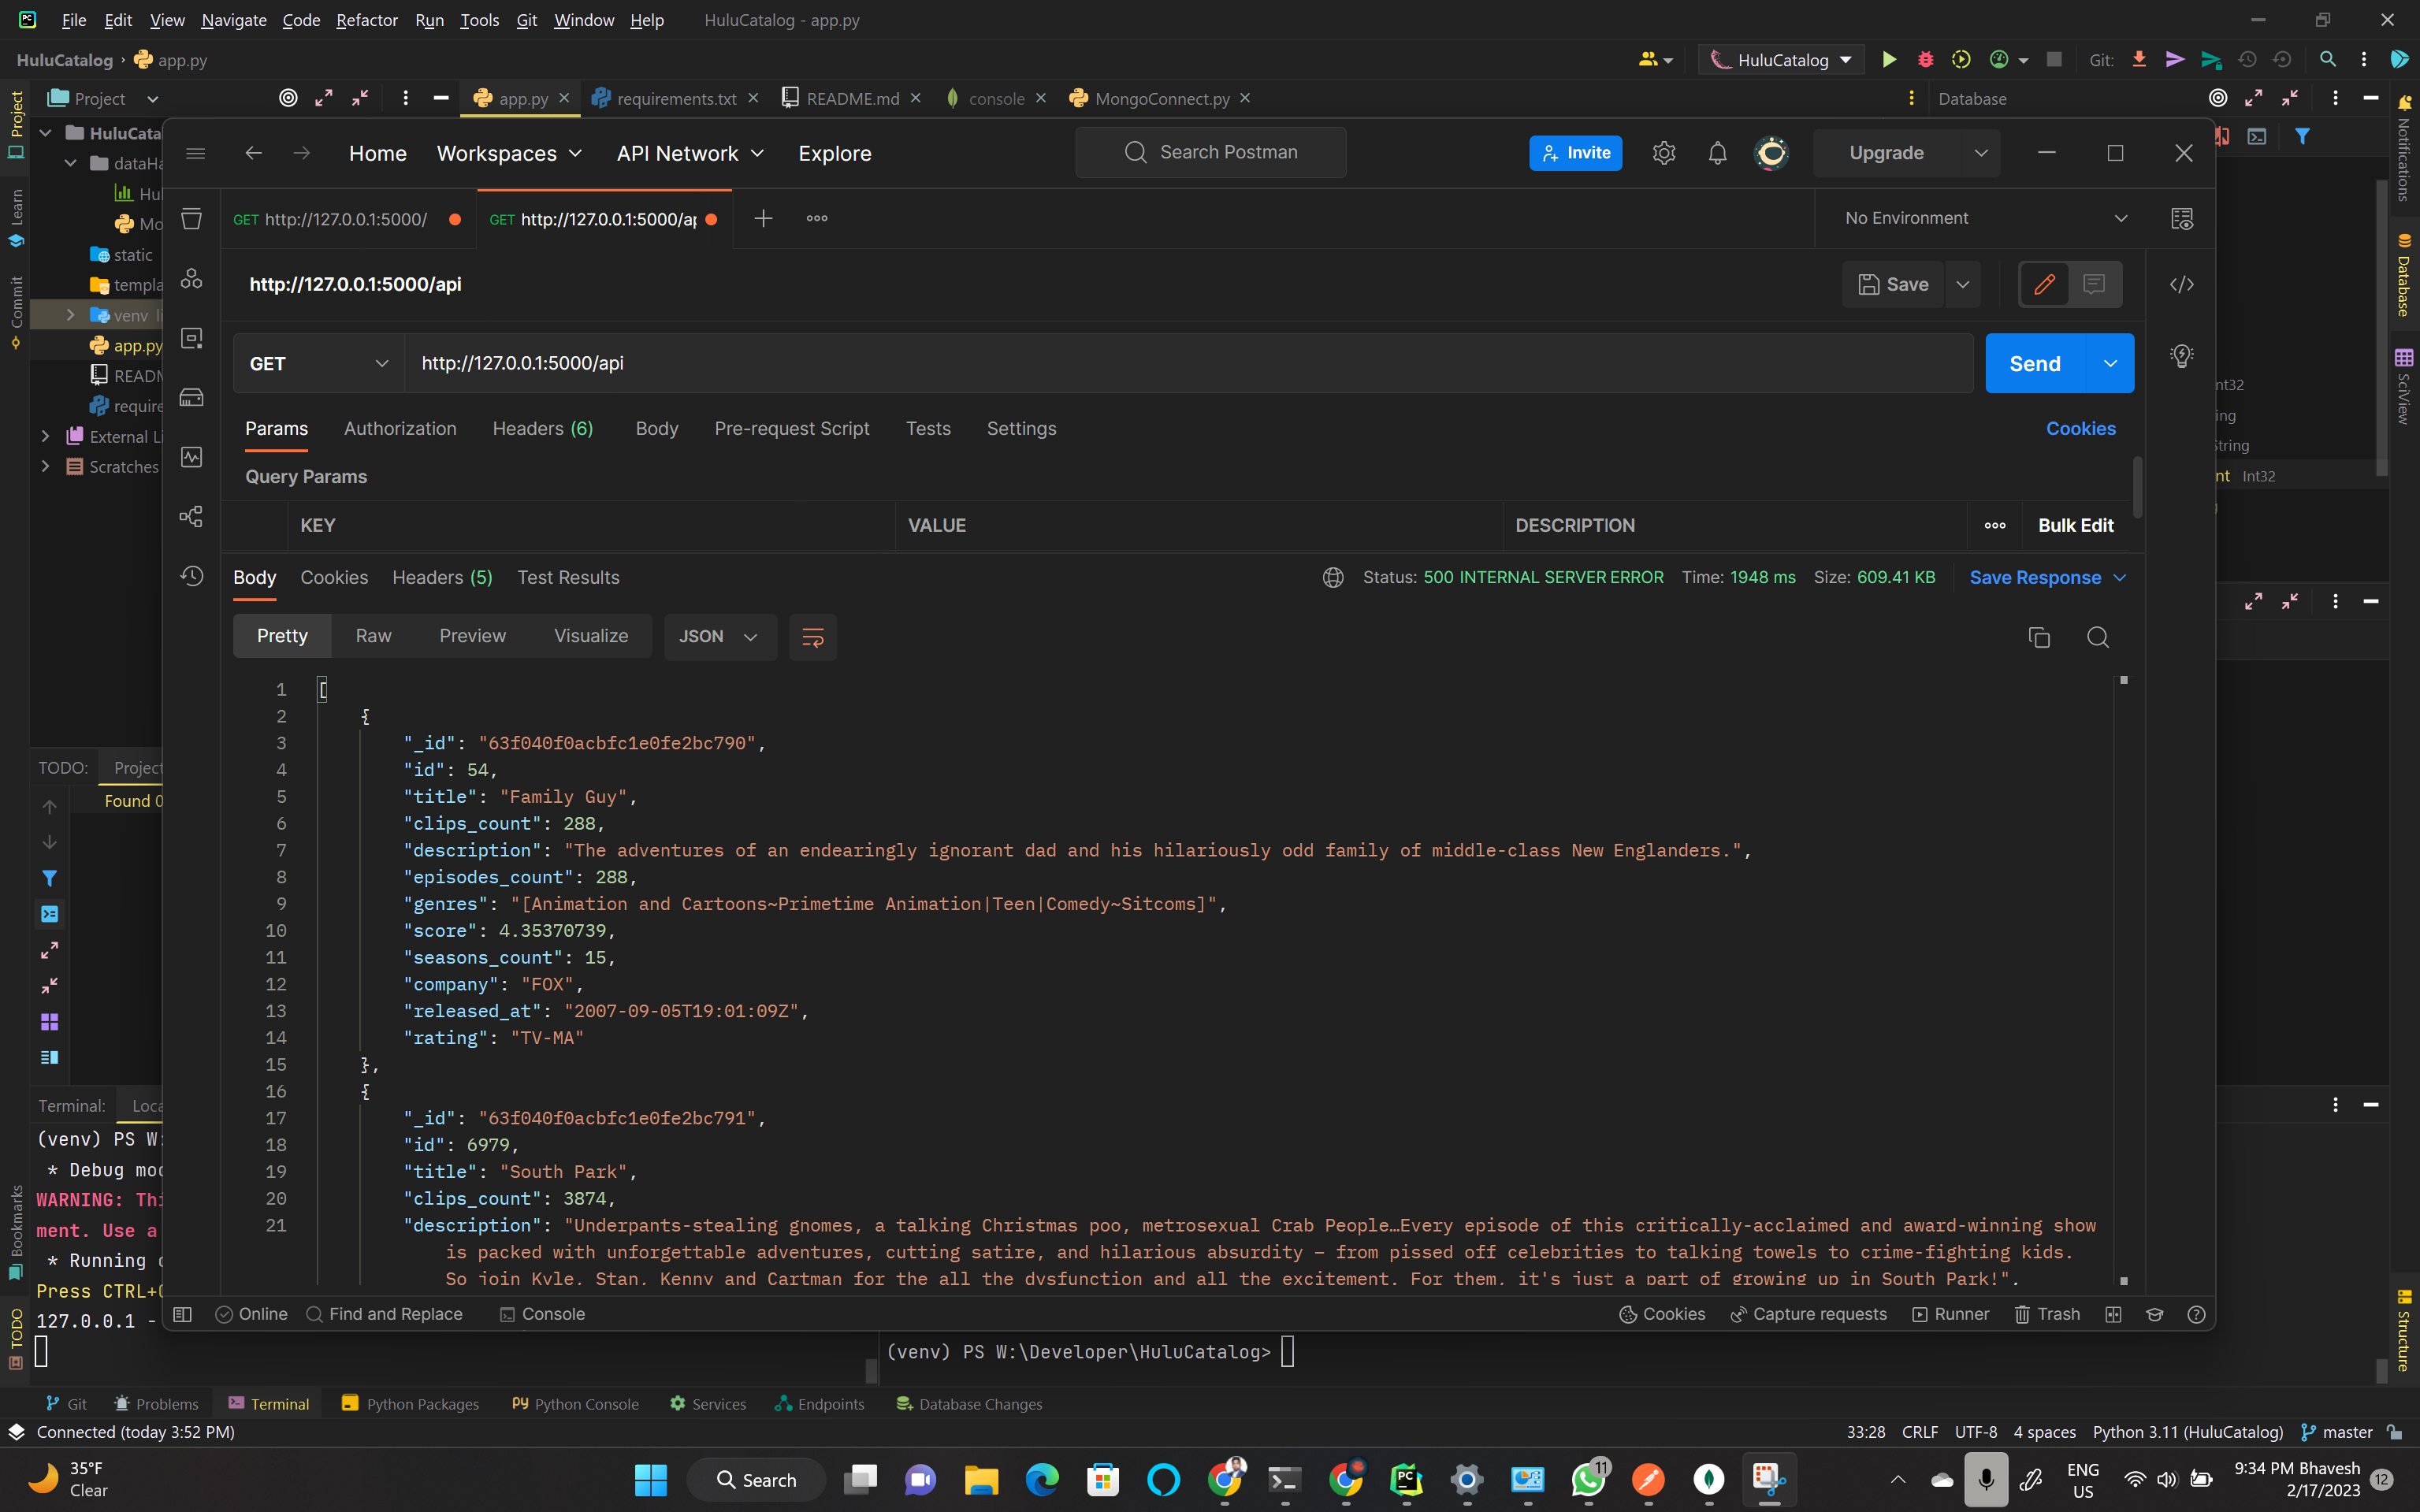 File Edit View Navigate Code Refactor Run Tools Git Window Help HuluCatalog - app.py
HuluCatalog › app.py HuluCatalog Git:
Project app.py requirements.txt README.md console MongoConnect.py Database
HuluCata
dataHa
Hu
Mo
static
templa
venv li
app.py
READM
require
External Li
Scratches
Project
Learn
Commit
Bookmarks
TODO
Notifications
Database
SciView
Structure
Home Workspaces API Network Explore Search Postman Invite Upgrade
GET http://127.0.0.1:5000/ GET http://127.0.0.1:5000/ap No Environment
http://127.0.0.1:5000/api Save
GET http://127.0.0.1:5000/api Send
Params Authorization Headers (6) Body Pre-request Script Tests Settings Cookies
Query Params
KEY VALUE DESCRIPTION Bulk Edit
Body Cookies Headers (5) Test Results Status: 500 INTERNAL SERVER ERROR Time: 1948 ms Size: 609.41 KB Save Response
Pretty Raw Preview Visualize JSON
1 [
2 {
3 "_id": "63f040f0acbfc1e0fe2bc790",
4 "id": 54,
5 "title": "Family Guy",
6 "clips_count": 288,
7 "description": "The adventures of an endearingly ignorant dad and his hilariously odd family of middle-class New Englanders.",
8 "episodes_count": 288,
9 "genres": "[Animation and Cartoons~Primetime Animation|Teen|Comedy~Sitcoms]",
10 "score": 4.35370739,
11 "seasons_count": 15,
12 "company": "FOX",
13 "released_at": "2007-09-05T19:01:09Z",
14 "rating": "TV-MA"
15 },
16 {
17 "_id": "63f040f0acbfc1e0fe2bc791",
18 "id": 6979,
19 "title": "South Park",
20 "clips_count": 3874,
21 "description": "Underpants-stealing gnomes, a talking Christmas poo, metrosexual Crab People…Every episode of this critically-acclaimed and award-winning show
is packed with unforgettable adventures, cutting satire, and hilarious absurdity – from pissed off celebrities to talking towels to crime-fighting kids.
So join Kyle, Stan, Kenny and Cartman for the all the dysfunction and all the excitement. For them, it's just a part of growing up in South Park!",
Online Find and Replace Console Cookies Capture requests Runner Trash
nt32
ing
String
nt Int32
TODO: Project
Found 0
Terminal: Loca
(venv) PS W:
* Debug mod
WARNING: Thi
ment. Use a
* Running o
Press CTRL+C
127.0.0.1 -
(venv) PS W:\Developer\HuluCatalog>
Git Problems Terminal Python Packages Python Console Services Endpoints Database Changes
Connected (today 3:52 PM) 33:28 CRLF UTF-8 4 spaces Python 3.11 (HuluCatalog) master
35°F
Clear
Search
11
ENG
US
9:34 PM Bhavesh
2/17/2023
12